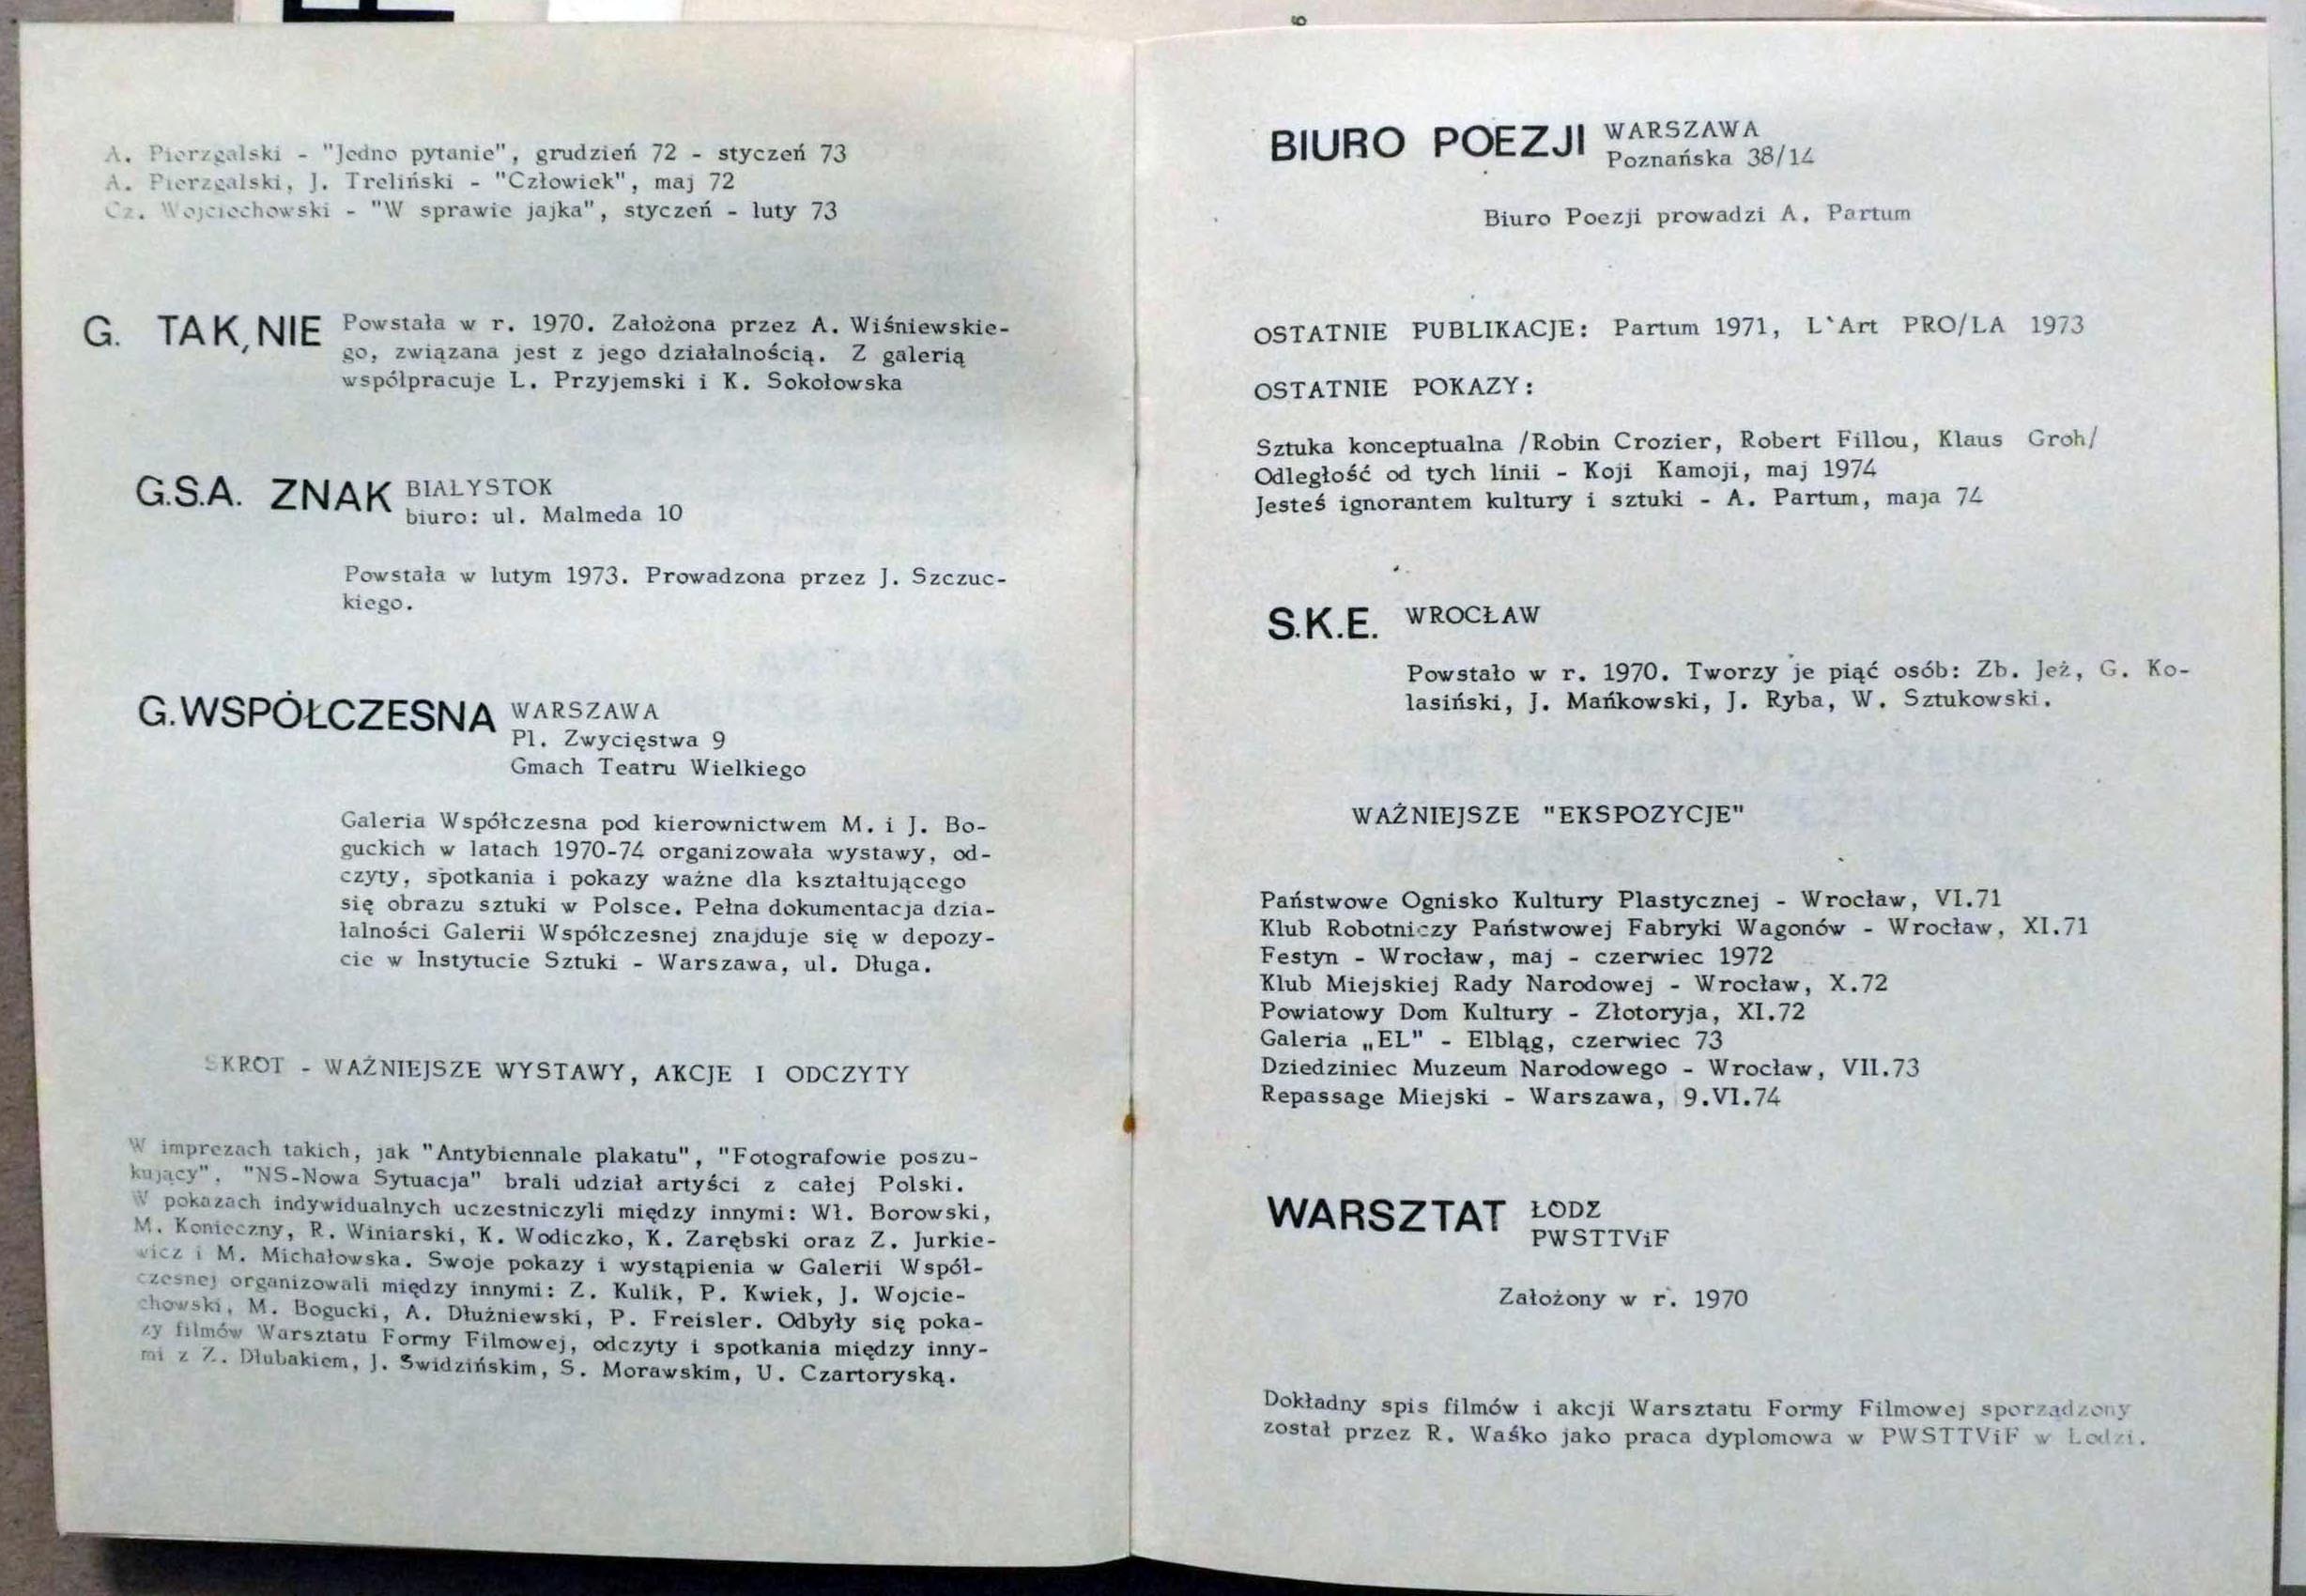 A. Pierzgalski - "Jedno pytanie", grudzień 72 - styczeń 73
A. Pierzgalski, J. Treliński - "Człowiek", maj 72
Cz. Wojciechowski - "W sprawie jajka", styczeń - luty 73
G. TAK, NIE
Powstała w r. 1970. Założona przez A. Wiśniewskie-
go, związana jest z jego działalnością. Z galerią
współpracuje L. Przyjemski i K. Sokołowska
G.S.A. ZNAK
BIALYSTOK
biuro: ul. Malmeda 10
Powstała w lutym 1973. Prowadzona przez J. Szczuc-
kiego.
G.WSPÓŁCZESNA
WARSZAWA
Pl. Zwycięstwa 9
Gmach Teatru Wielkiego
Galeria Współczesna pod kierownictwem M. i J. Bo-
guckich w latach 1970-74 organizowała wystawy, od-
czyty, spotkania i pokazy ważne dla kształtującego
się obrazu sztuki w Polsce. Pełna dokumentacja dzia-
łalności Galerii Współczesnej znajduje się w depozy-
cie w Instytucie Sztuki - Warszawa, ul. Długa.
SKRÓT - WAŻNIEJSZE WYSTAWY, AKCJE I ODCZYTY
W imprezach takich, jak "Antybiennale plakatu", "Fotografowie poszu-
kujący", "NS-Nowa Sytuacja" brali udział artyści z całej Polski.
W pokazach indywidualnych uczestniczyli między innymi: Wł. Borowski,
M. Konieczny, R. Winiarski, K. Wodiczko, K. Zarębski oraz Z. Jurkie-
wicz i M. Michałowska. Swoje pokazy i wystąpienia w Galerii Współ-
czesnej organizowali między innymi: Z. Kulik, P. Kwiek, J. Wojcie-
chowski, M. Bogucki, A. Dłużniewski, P. Freisler. Odbyły się poka-
zy filmów Warsztatu Formy Filmowej, odczyty i spotkania między inny-
mi z Z. Dłubakiem, J. Swidzińskim, S. Morawskim, U. Czartoryską.
BIURO POEZJI
WARSZAWA
Poznańska 38/14
Biuro Poezji prowadzi A. Partum
OSTATNIE PUBLIKACJE: Partum 1971, L`Art PRO/LA 1973
OSTATNIE POKAZY:
Sztuka konceptualna /Robin Crozier, Robert Fillou, Klaus Groh/
Odległość od tych linii - Koji Kamoji, maj 1974
Jesteś ignorantem kultury i sztuki - A. Partum, maja 74
S.K.E.
WROCŁAW
Powstało w r. 1970. Tworzy je piąć osób: Zb. Jeż, G. Ko-
lasiński, J. Mańkowski, J. Ryba, W. Sztukowski.
WAŻNIEJSZE "EKSPOZYCJE"
Państwowe Ognisko Kultury Plastycznej - Wrocław, VI.71
Klub Robotniczy Państwowej Fabryki Wagonów - Wrocław, XI.71
Festyn - Wrocław, maj - czerwiec 1972
Klub Miejskiej Rady Narodowej - Wrocław, X.72
Powiatowy Dom Kultury - Złotoryja, XI.72
Galeria „EL" - Elbląg, czerwiec 73
Dziedziniec Muzeum Narodowego - Wrocław, VII.73
Repassage Miejski - Warszawa, 9.VI.74
WARSZTAT
ŁODZ
PWSTTViF
Założony w r. 1970
Dokładny spis filmów i akcji Warsztatu Formy Filmowej sporządzony
został przez R. Waśko jako praca dyplomowa w PWSTTViF w Łodzi.